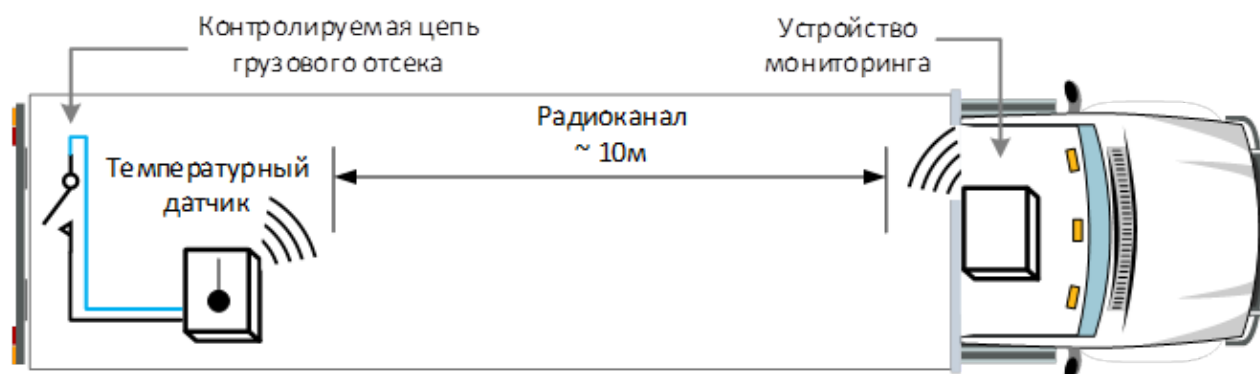 Контролируемая цепь
грузового отсека
Устройство
мониторинга
Радиоканал
~ 10м
Температурный
датчик